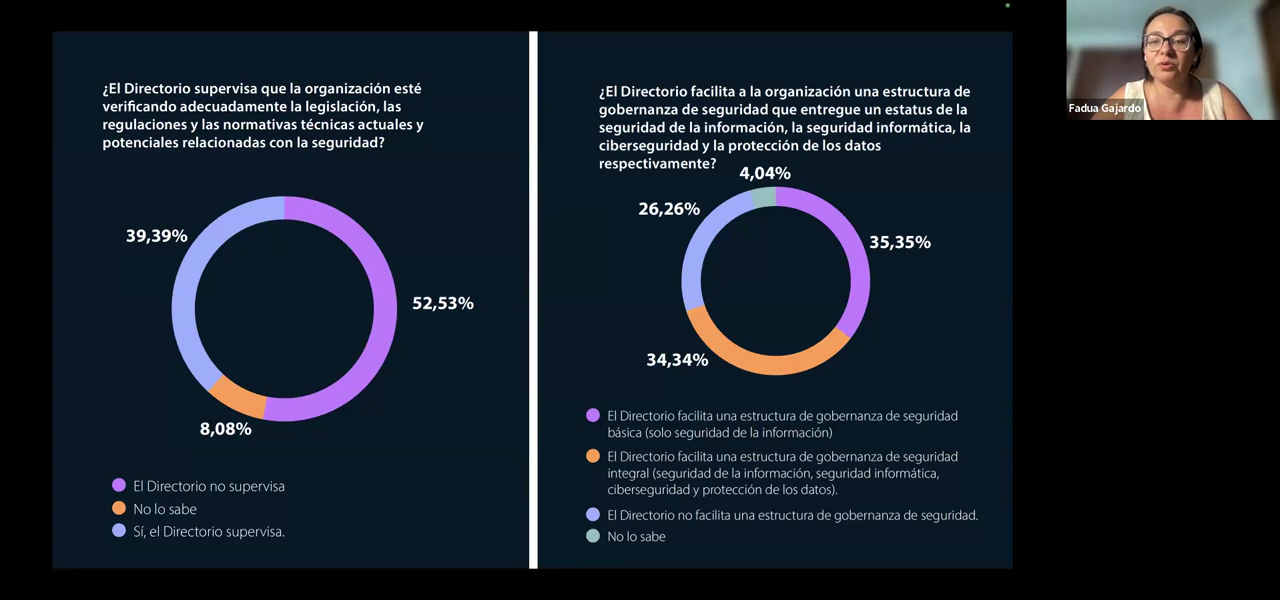 ¿El Directorio supervisa que la organización esté
verificando adecuadamente la legislación, las
regulaciones y las normativas técnicas actuales y
potenciales relacionadas con la seguridad?
39,39%
52,53%
8,08%
El Directorio no supervisa
No lo sabe
Sí, el Directorio supervisa.
¿El Directorio facilita a la organización una estructura de
gobernanza de seguridad que entregue un estatus de la
seguridad de la información, la seguridad informática, la
ciberseguridad y la protección de los datos
respectivamente?
4,04%
26,26%
35,35%
34,34%
El Directorio facilita una estructura de gobernanza de seguridad
básica (solo seguridad de la información)
El Directorio facilita una estructura de gobernanza de seguridad
integral (seguridad de la información, seguridad informática,
ciberseguridad y protección de los datos).
El Directorio no facilita una estructura de gobernanza de seguridad.
No lo sabe
Fadua Gajardo